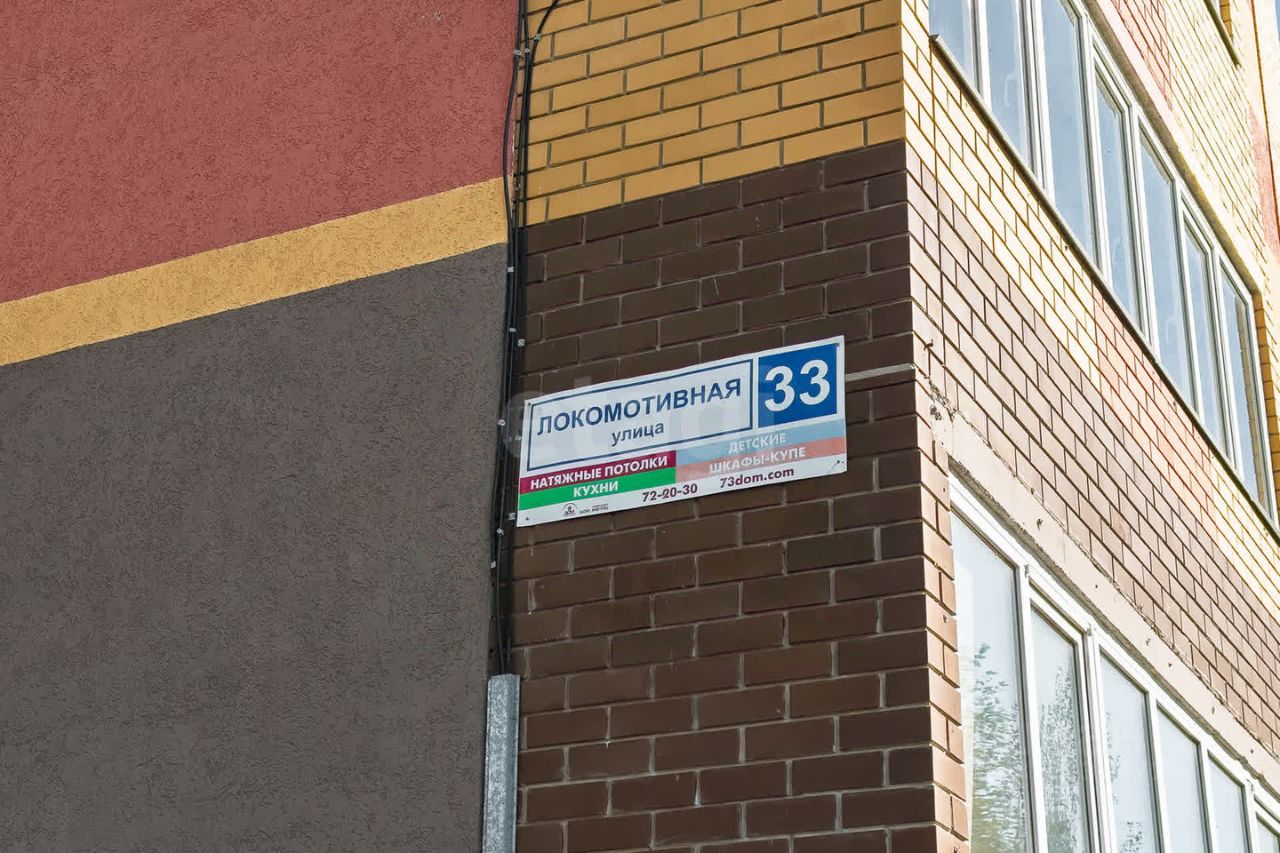 ЛОКОМОТИВНАЯ
улица
33
НАТЯЖНЫЕ ПОТОЛКИ
КУХНИ
ДЕТСКИЕ
ШКАФЫ-КУПЕ
72-20-30 73dom.com